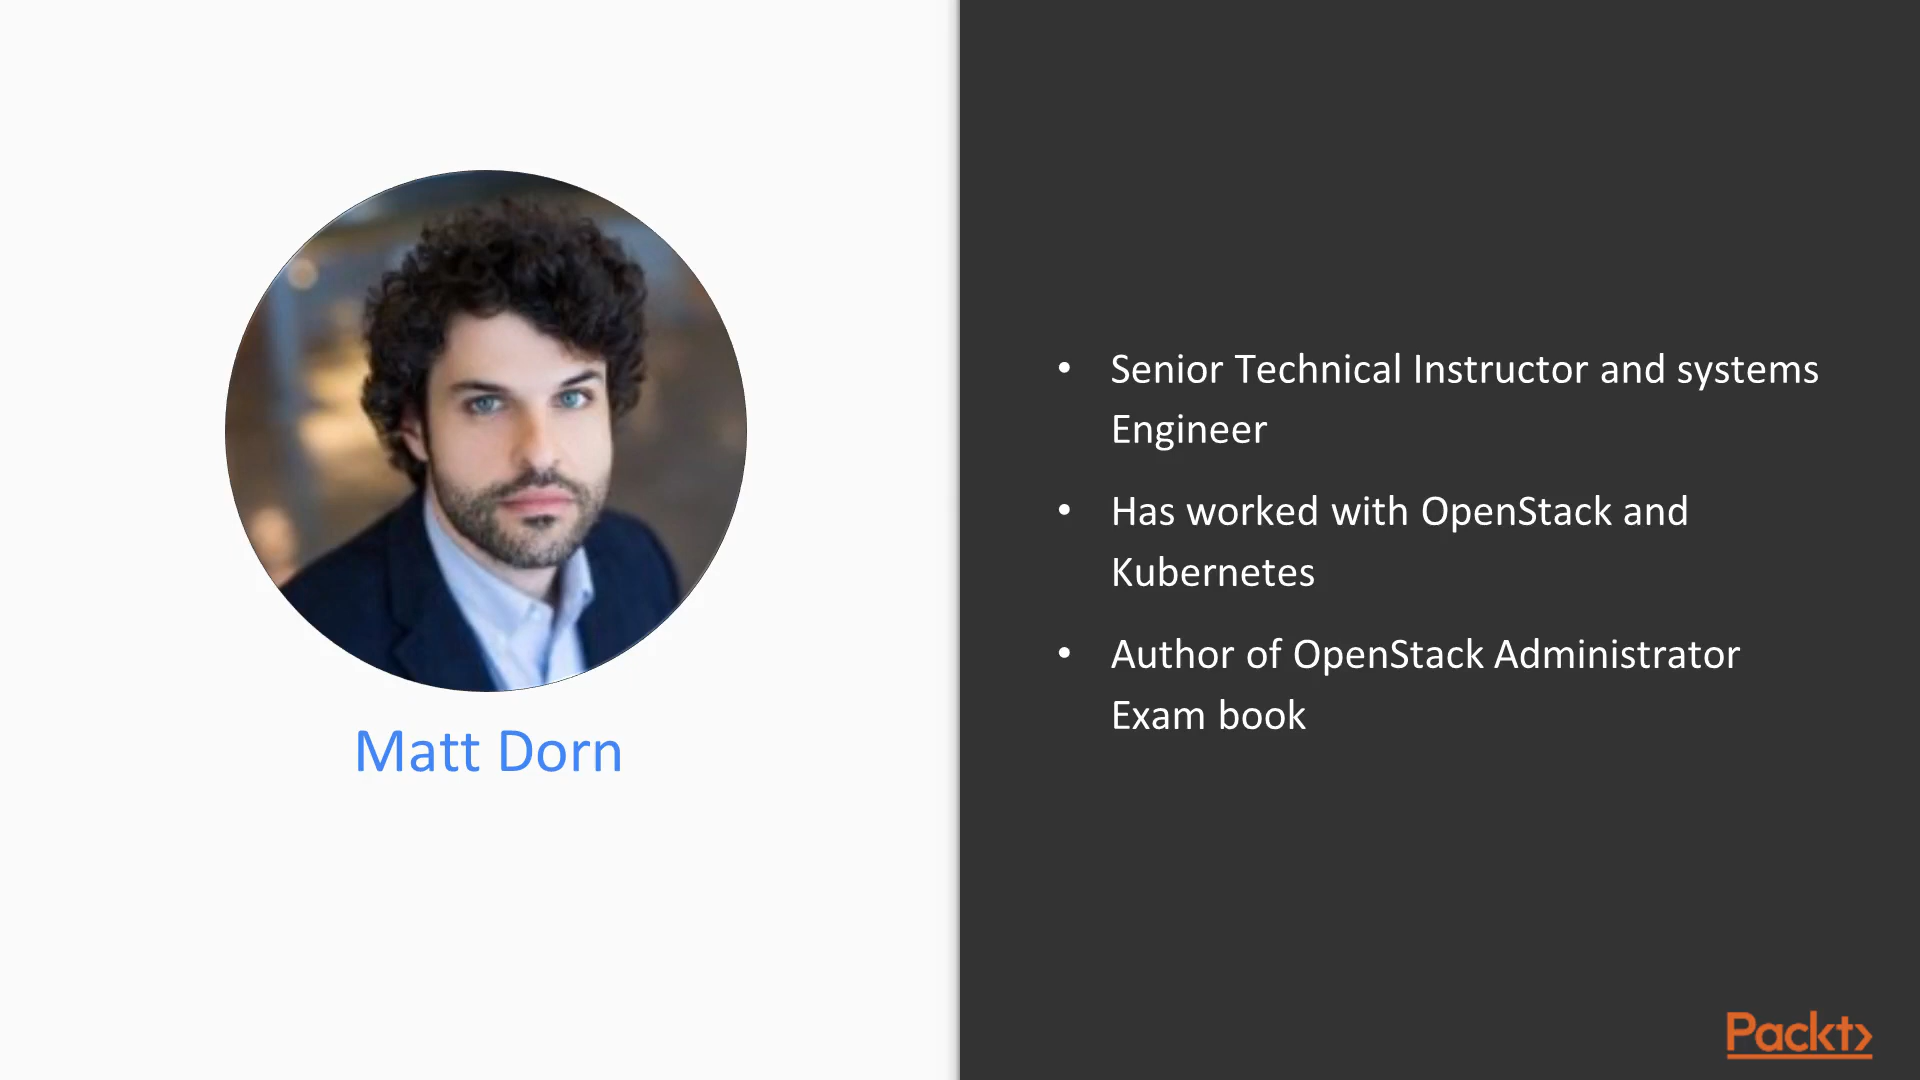 Matt Dorn
• Senior Technical Instructor and systems
Engineer
• Has worked with OpenStack and
Kubernetes
• Author of OpenStack Administrator
Exam book
Packt>